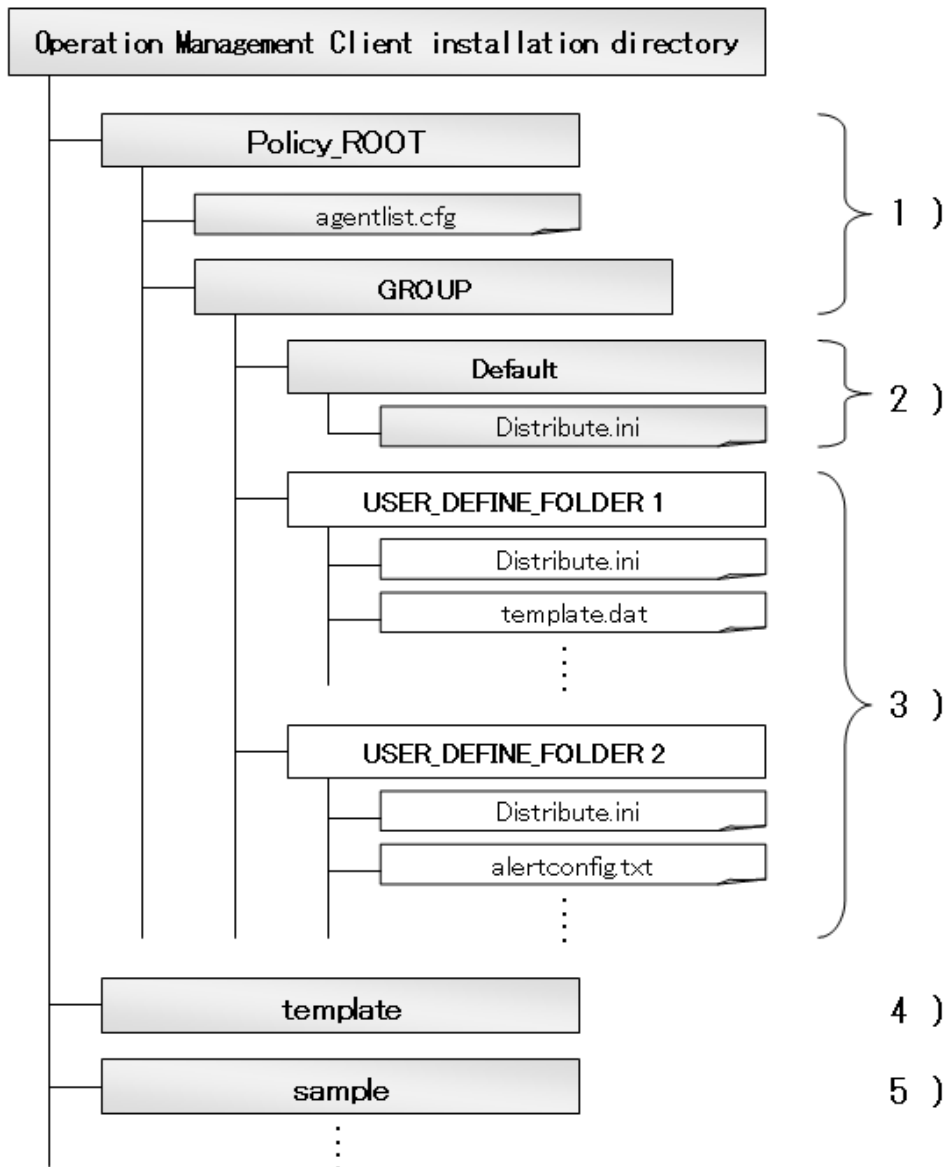 Operation Management Client installation directory
Policy_ROOT
agentlist.cfg
1 )
GROUP
Default
2 )
Distribute.ini
USER_DEFINE_FOLDER 1
Distribute.ini
template.dat
3 )
USER_DEFINE_FOLDER 2
Distribute.ini
alertconfig.txt
template
4 )
sample
5 )